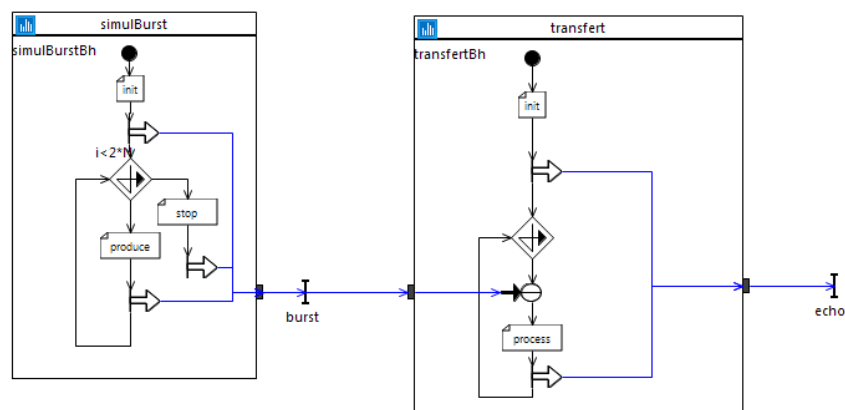 simulBurst
simulBurstBh
init
i<2*N
stop
produce
burst
transfert
transfertBh
init
process
echo